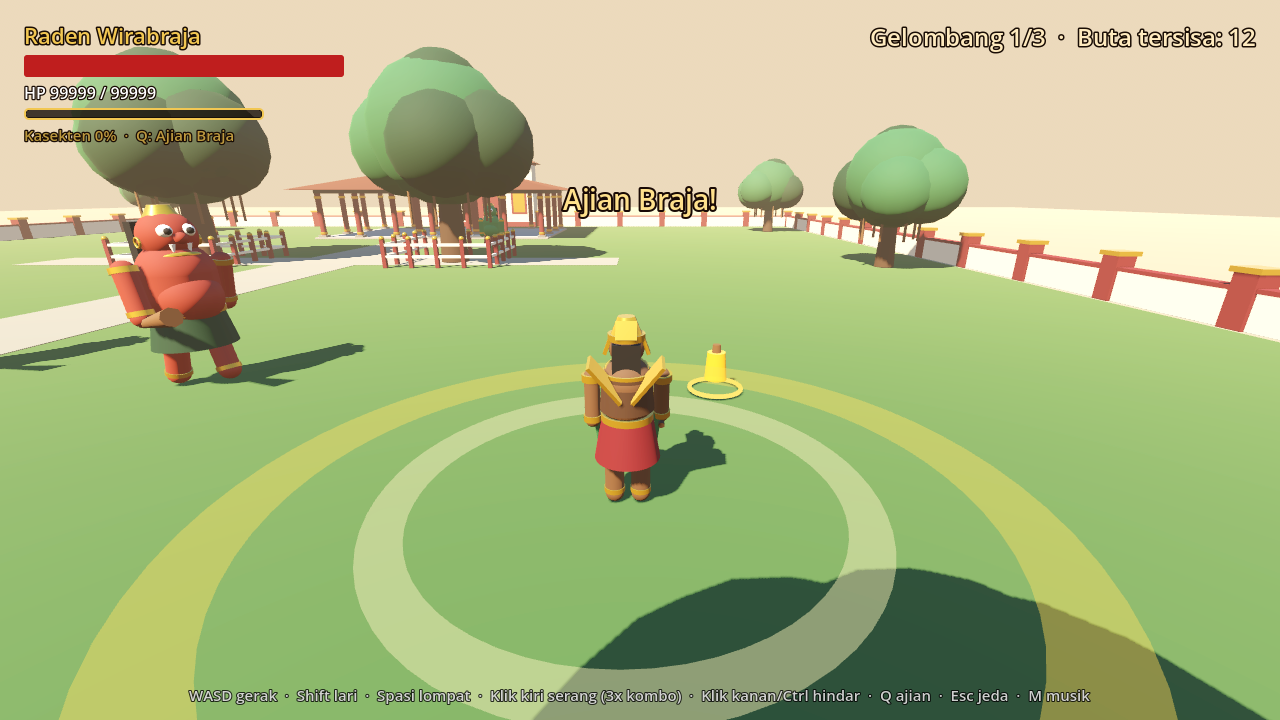 Raden Wirabraja
HP 99999 / 99999
Kasekten 0% · Q: Ajian Braja
Gelombang 1/3 · Buta tersisa: 12
Ajian Braja!
WASD gerak · Shift lari · Spasi lompat · Klik kiri serang (3x kombo) · Klik kanan/Ctrl hindar · Q ajian · Esc jeda · M musik